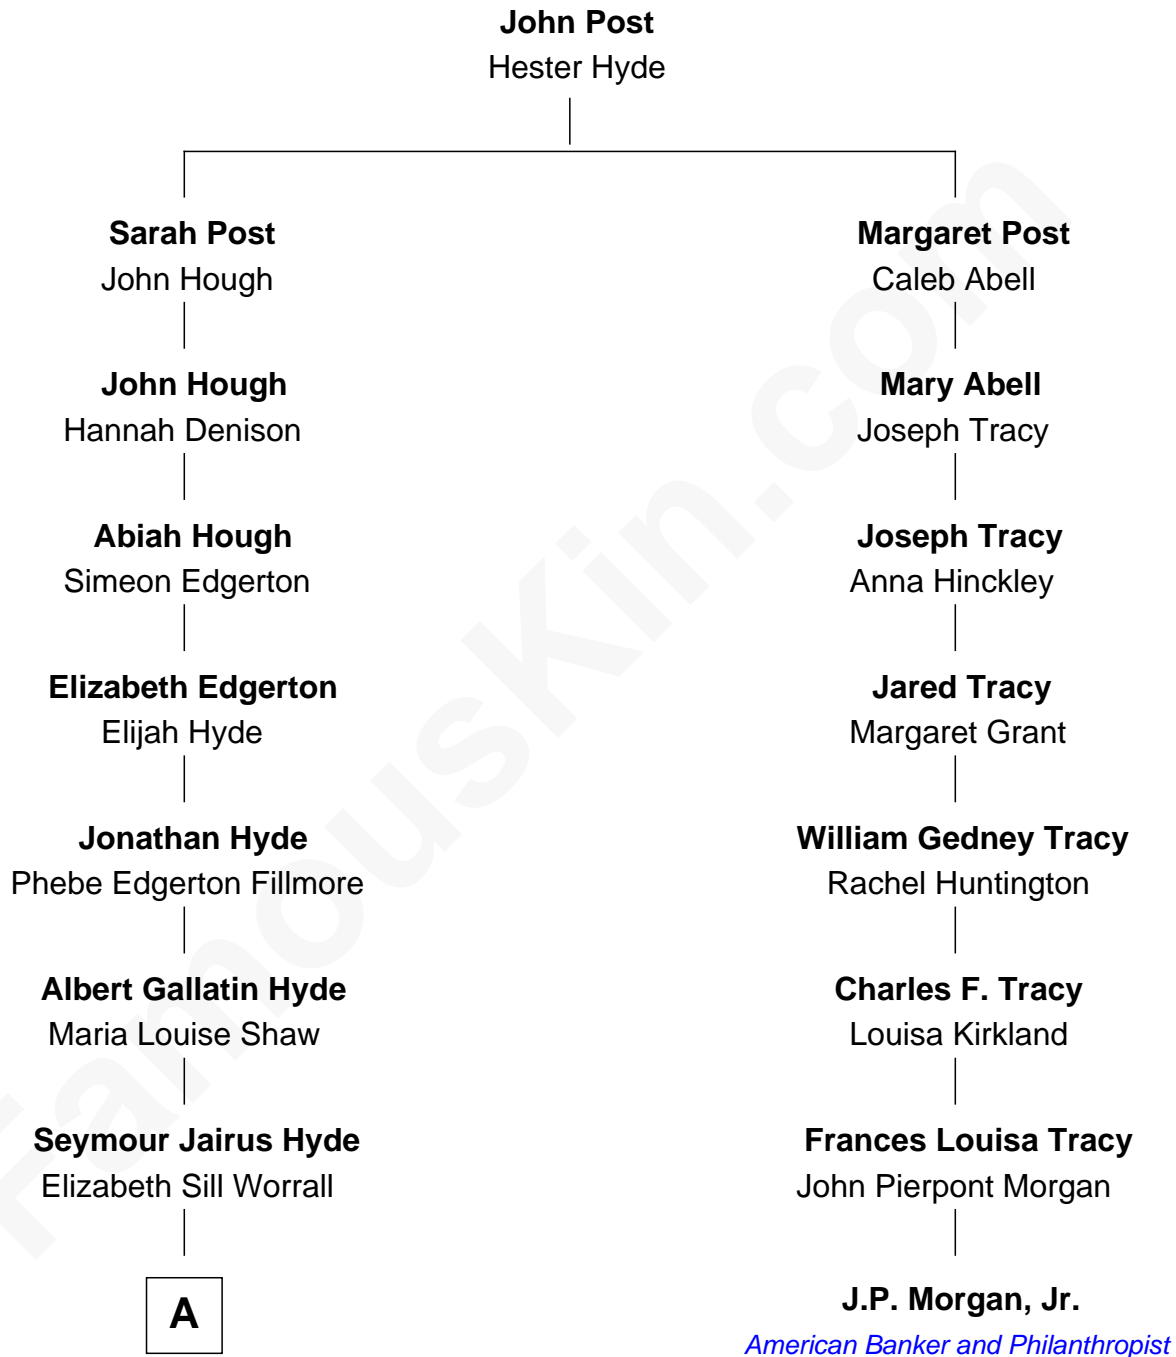 John Post
Hester Hyde
Sarah Post
John Hough
Margaret Post
Caleb Abell
John Hough
Hannah Denison
Mary Abell
Joseph Tracy
Abiah Hough
Simeon Edgerton
Joseph Tracy
Anna Hinckley
Elizabeth Edgerton
Elijah Hyde
Jared Tracy
Margaret Grant
Jonathan Hyde
Phebe Edgerton Fillmore
William Gedney Tracy
Rachel Huntington
Albert Gallatin Hyde
Maria Louise Shaw
Charles F. Tracy
Louisa Kirkland
Seymour Jairus Hyde
Elizabeth Sill Worrall
Frances Louisa Tracy
John Pierpont Morgan
A
J.P. Morgan, Jr.
American Banker and Philanthropist
FamousKin.com